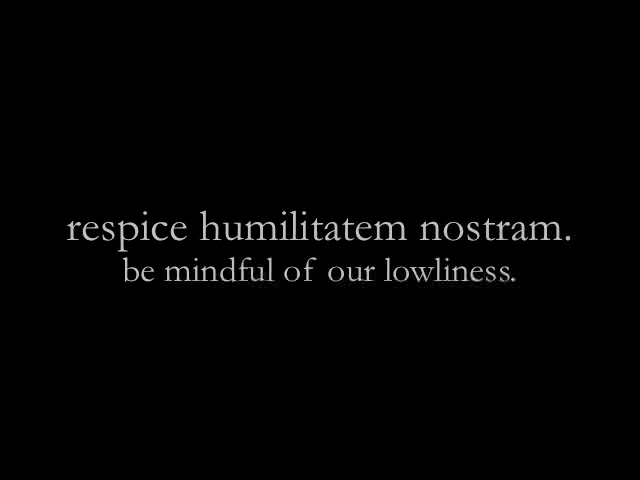 respice humilitatem nostram.
be mindful of our lowliness.